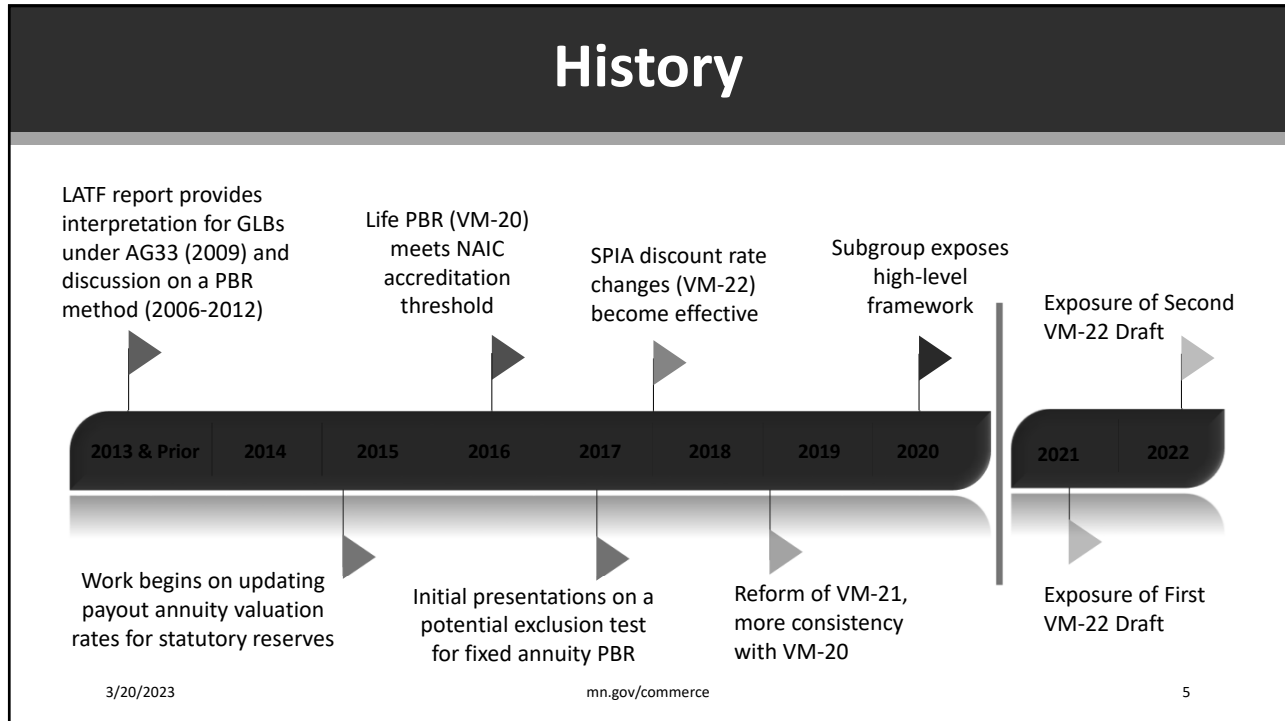 History
LATF report provides
interpretation for GLBs
under AG33 (2009) and
discussion on a PBR
method (2006-2012)
Life PBR (VM-20)
meets NAIC
accreditation
threshold
SPIA discount rate
changes (VM-22)
become effective
Subgroup exposes
high-level
framework
Exposure of Second
VM-22 Draft
2013 & Prior
2014
2015
2016
2017
2018
2019
2020
2021
2022
Work begins on updating
payout annuity valuation
rates for statutory reserves
Initial presentations on a
potential exclusion test
for fixed annuity PBR
Reform of VM-21,
more consistency
with VM-20
Exposure of First
VM-22 Draft
3/20/2023
mn.gov/commerce
5